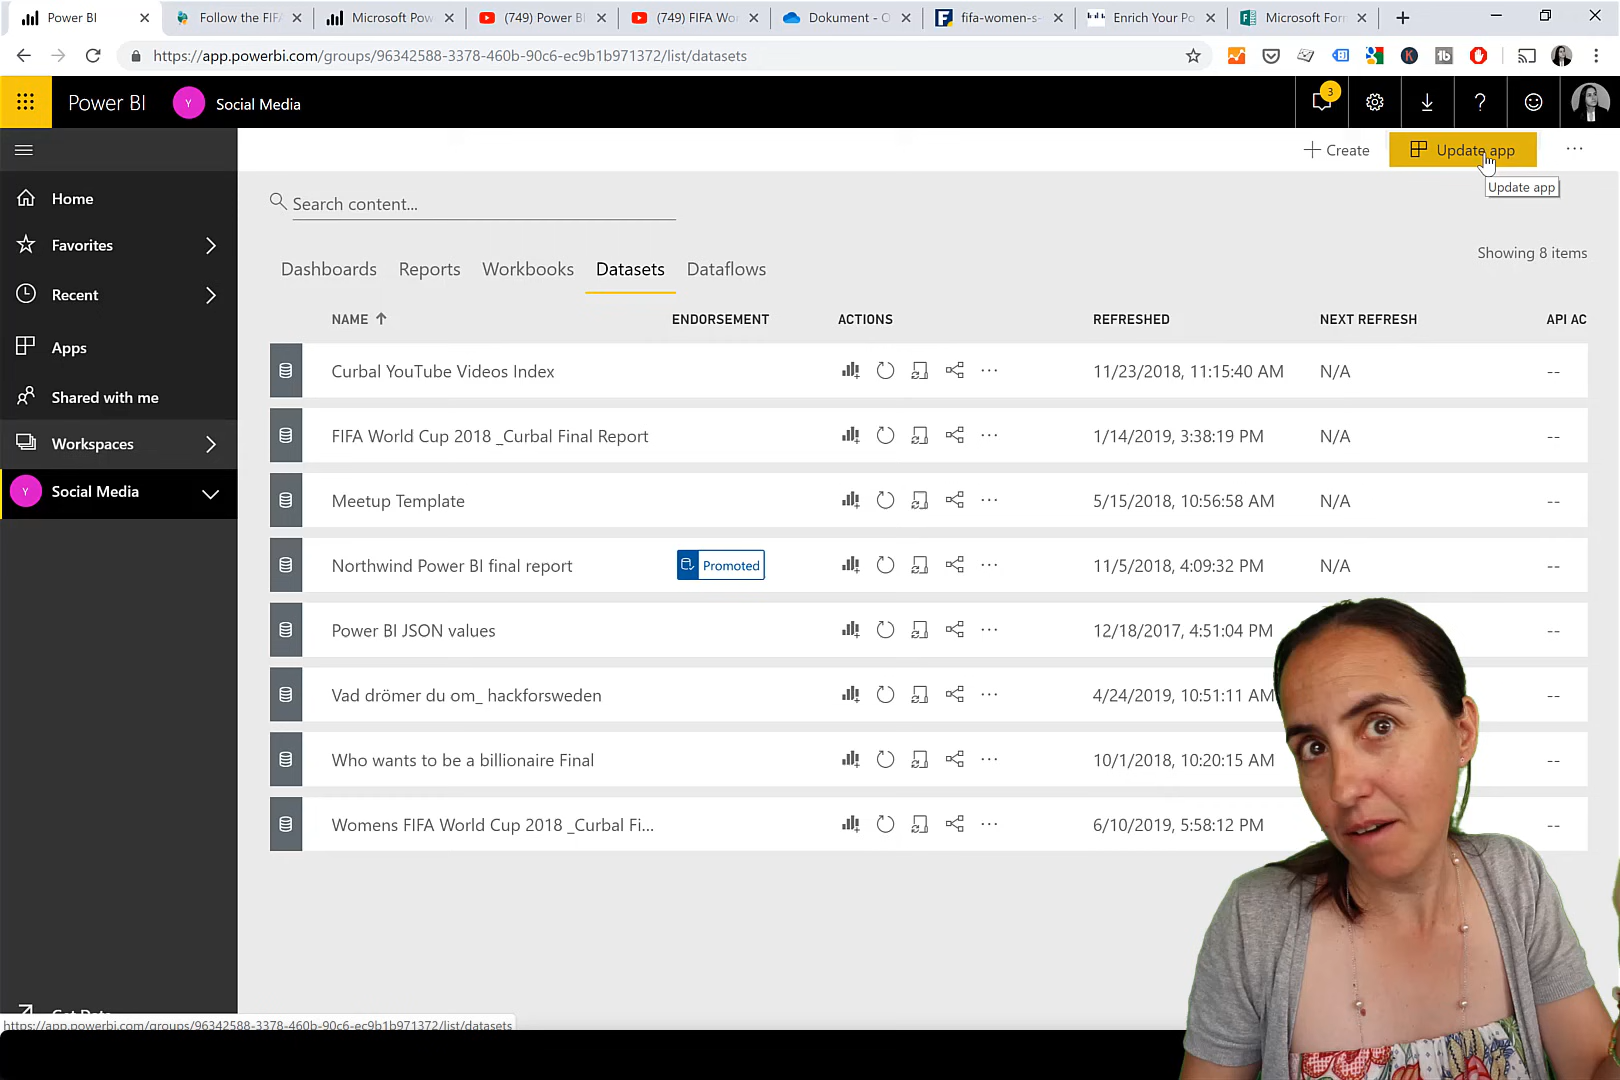 Power BI
Follow the FIF
Microsoft Pow
(749) Power B
(749) FIFA Wo
Dokument - O
fifa-women-s-
Enrich Your Po
Microsoft For
https://app.powerbi.com/groups/96342588-3378-460b-90c6-ec9b1b971372/list/datasets
Power BI
Y
Social Media
3
Create
Update app
Update app
Home
Favorites
Recent
Apps
Shared with me
Workspaces
Y
Social Media
Search content...
Showing 8 items
Dashboards Reports Workbooks Datasets Dataflows
NAME ENDORSEMENT ACTIONS REFRESHED NEXT REFRESH API AC
Curbal YouTube Videos Index 11/23/2018, 11:15:40 AM N/A --
FIFA World Cup 2018 _Curbal Final Report 1/14/2019, 3:38:19 PM N/A --
Meetup Template 5/15/2018, 10:56:58 AM N/A --
Northwind Power BI final report Promoted 11/5/2018, 4:09:32 PM N/A --
Power BI JSON values 12/18/2017, 4:51:04 PM --
Vad drömer du om_ hackforsweden 4/24/2019, 10:51:11 AM --
Who wants to be a billionaire Final 10/1/2018, 10:20:15 AM --
Womens FIFA World Cup 2018 _Curbal Fi... 6/10/2019, 5:58:12 PM --
https://app.powerbi.com/groups/96342588-3378-460b-90c6-ec9b1b971372/list/datasets